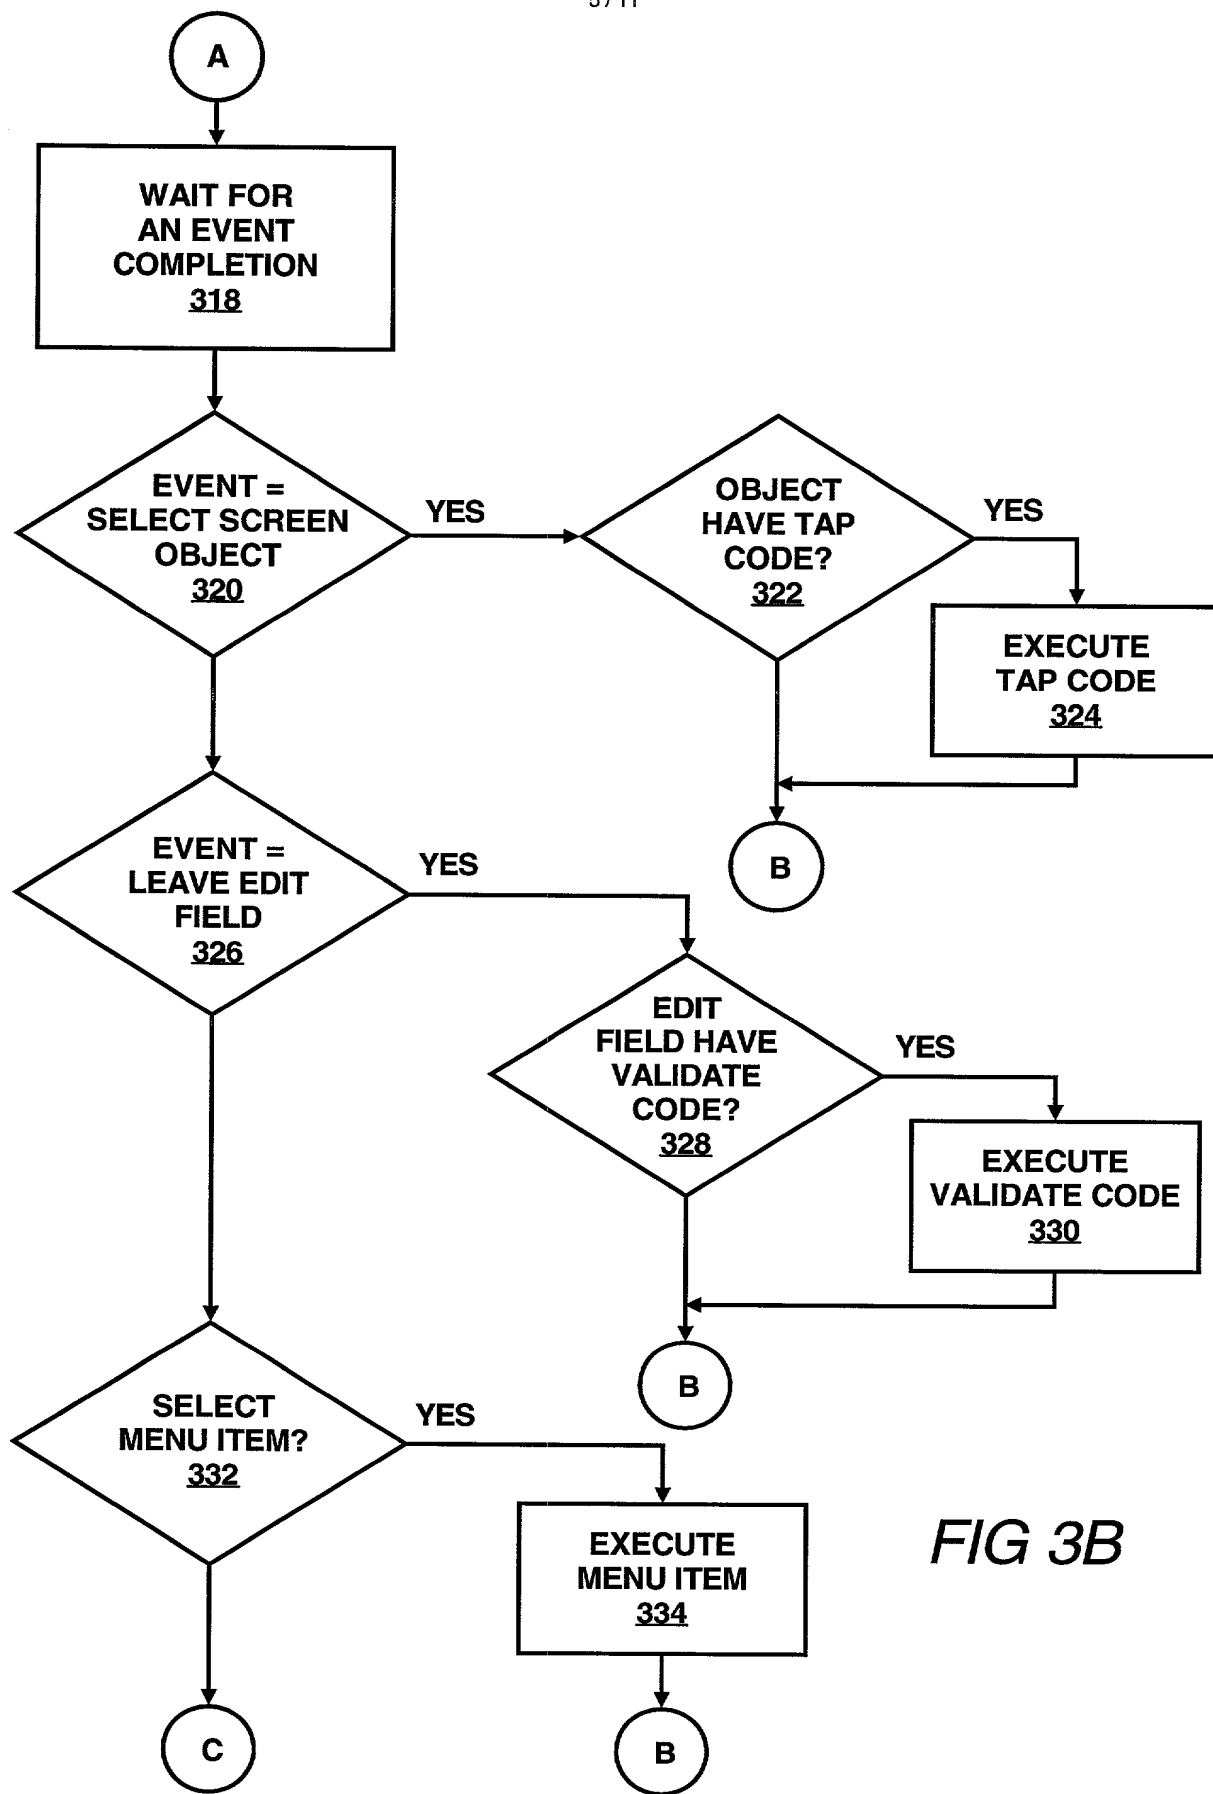 A
WAIT FOR
AN EVENT
COMPLETION
318
EVENT =
SELECT SCREEN
OBJECT
320
YES
OBJECT
HAVE TAP
CODE?
322
YES
EXECUTE
TAP CODE
324
B
EVENT =
LEAVE EDIT
FIELD
326
YES
EDIT
FIELD HAVE
VALIDATE
CODE?
328
YES
EXECUTE
VALIDATE CODE
330
B
SELECT
MENU ITEM?
332
YES
EXECUTE
MENU ITEM
334
FIG 3B
C
B